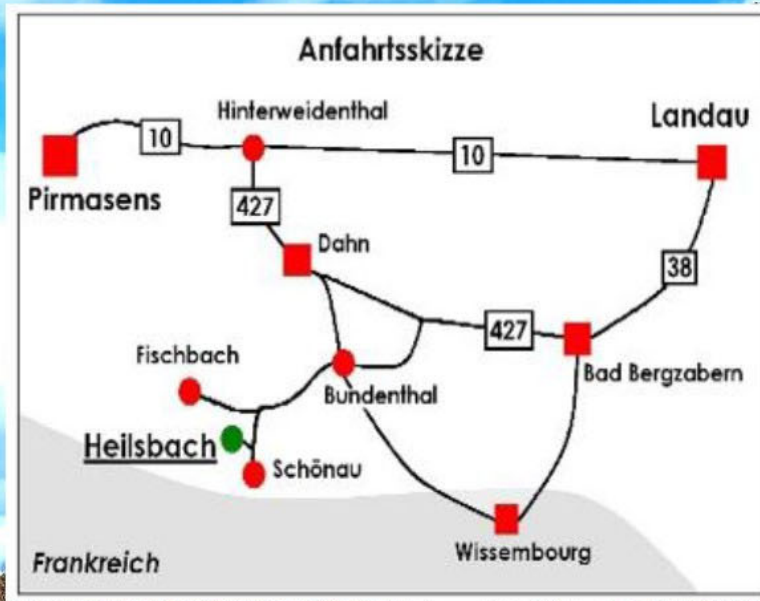 Anfahrtsskizze
Hinterweidenthal
Landau
10
10
Pirmasens
427
Dahn
38
427
Fischbach
Bundenthal
Bad Bergzabern
Heilsbach
Schönau
Wissembourg
Frankreich